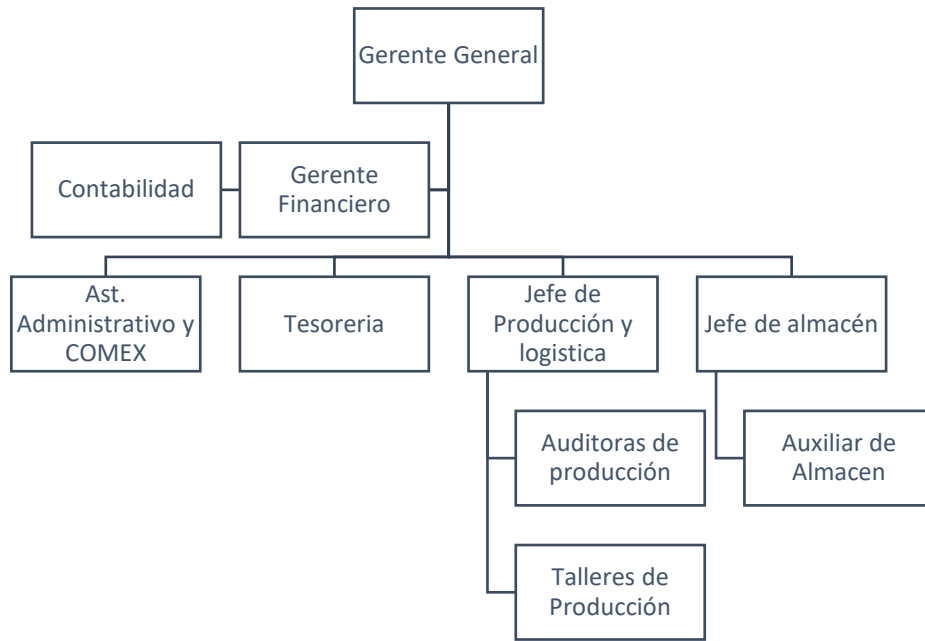 Gerente General
Contabilidad
Gerente
Financiero
Ast.
Administrativo y
COMEX
Tesoreria
Jefe de
Producción y
logistica
Jefe de almacén
Auditoras de
producción
Auxiliar de
Almacen
Talleres de
Producción